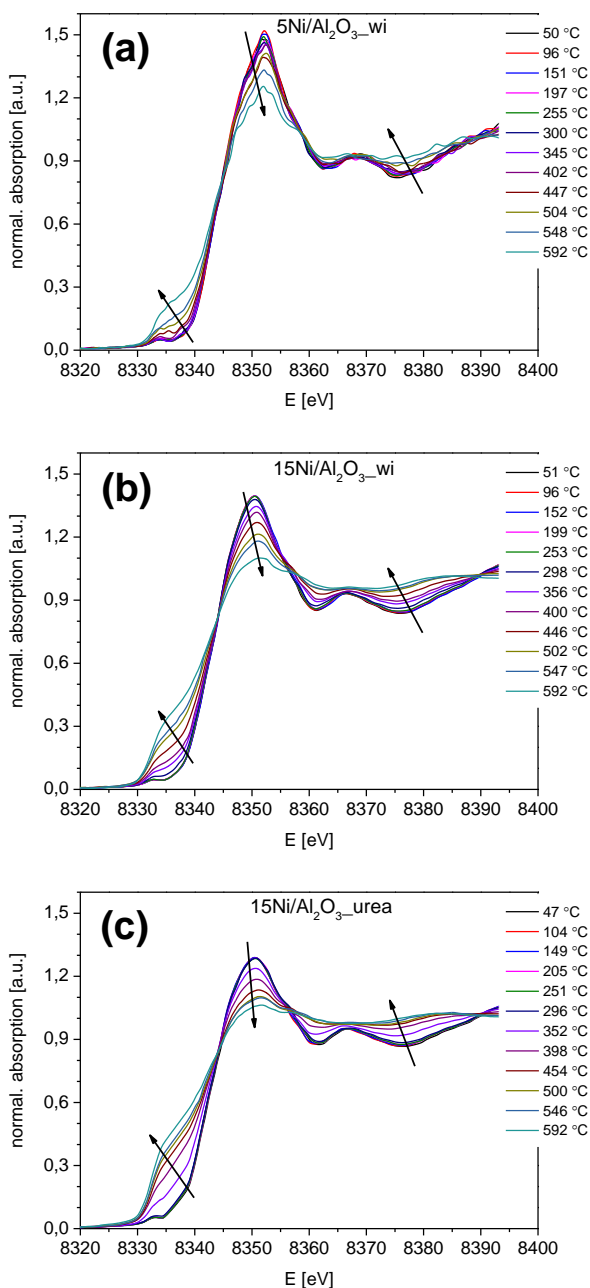 (a)
5Ni/Al2O3_wi
1,5
1,2
0,9
0,6
0,3
0,0
normal. absorption [a.u.]
50 °C
96 °C
151 °C
197 °C
255 °C
300 °C
345 °C
402 °C
447 °C
504 °C
548 °C
592 °C
8320 8330 8340 8350 8360 8370 8380 8390 8400
E [eV]
(b)
15Ni/Al2O3_wi
1,5
1,2
0,9
0,6
0,3
0,0
normal. absorption [a.u.]
51 °C
96 °C
152 °C
199 °C
253 °C
298 °C
356 °C
400 °C
446 °C
502 °C
547 °C
592 °C
8320 8330 8340 8350 8360 8370 8380 8390 8400
E [eV]
(c)
15Ni/Al2O3_urea
1,5
1,2
0,9
0,6
0,3
0,0
normal. absorption [a.u.]
47 °C
104 °C
149 °C
205 °C
251 °C
296 °C
352 °C
398 °C
454 °C
500 °C
546 °C
592 °C
8320 8330 8340 8350 8360 8370 8380 8390 8400
E [eV]